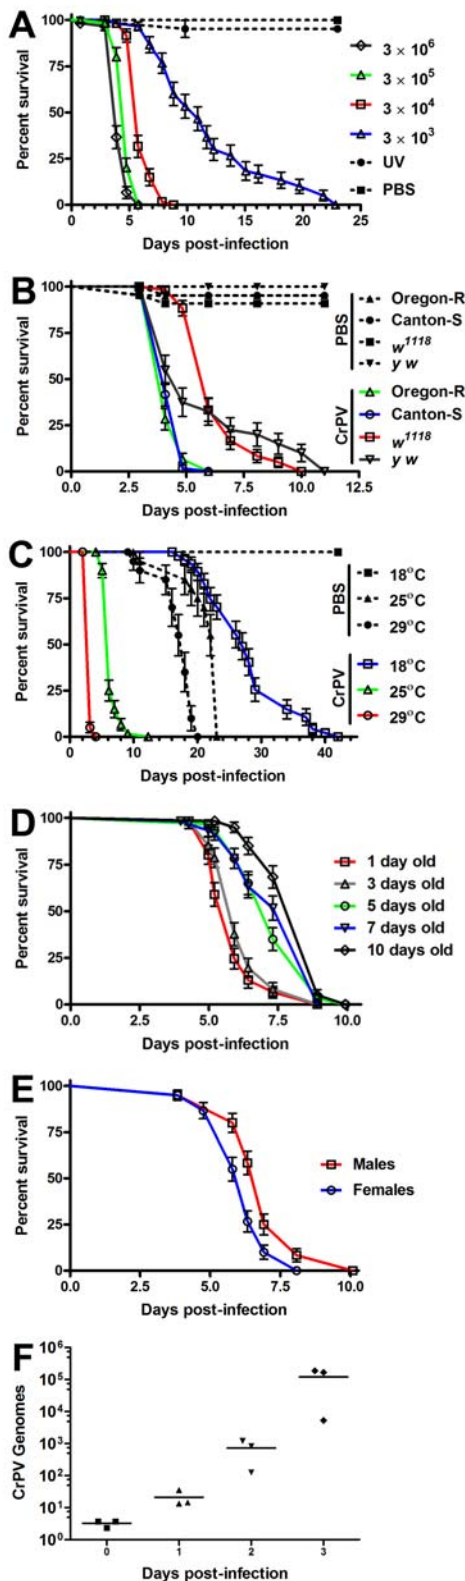 A
Percent survival
100
75
50
25
0
0
5
10
15
20
25
Days post-infection
3 × 10⁶
3 × 10⁵
3 × 10⁴
3 × 10³
UV
PBS
B
Percent survival
100
75
50
25
0
0.0
2.5
5.0
7.5
10.0
12.5
Days post-infection
PBS
Oregon-R
Canton-S
w¹¹¹⁸
y w
CrPV
Oregon-R
Canton-S
w¹¹¹⁸
y w
C
Percent survival
100
75
50
25
0
0
10
20
30
40
Days post-infection
PBS
18°C
25°C
29°C
CrPV
18°C
25°C
29°C
D
Percent survival
100
75
50
25
0
0.0
2.5
5.0
7.5
10.0
Days post-infection
1 day old
3 days old
5 days old
7 days old
10 days old
E
Percent survival
100
75
50
25
0
0.0
2.5
5.0
7.5
10.0
Days post-infection
Males
Females
F
CrPV Genomes
10⁶
10⁵
10⁴
10³
10²
10¹
10⁰
0
1
2
3
Days post-infection